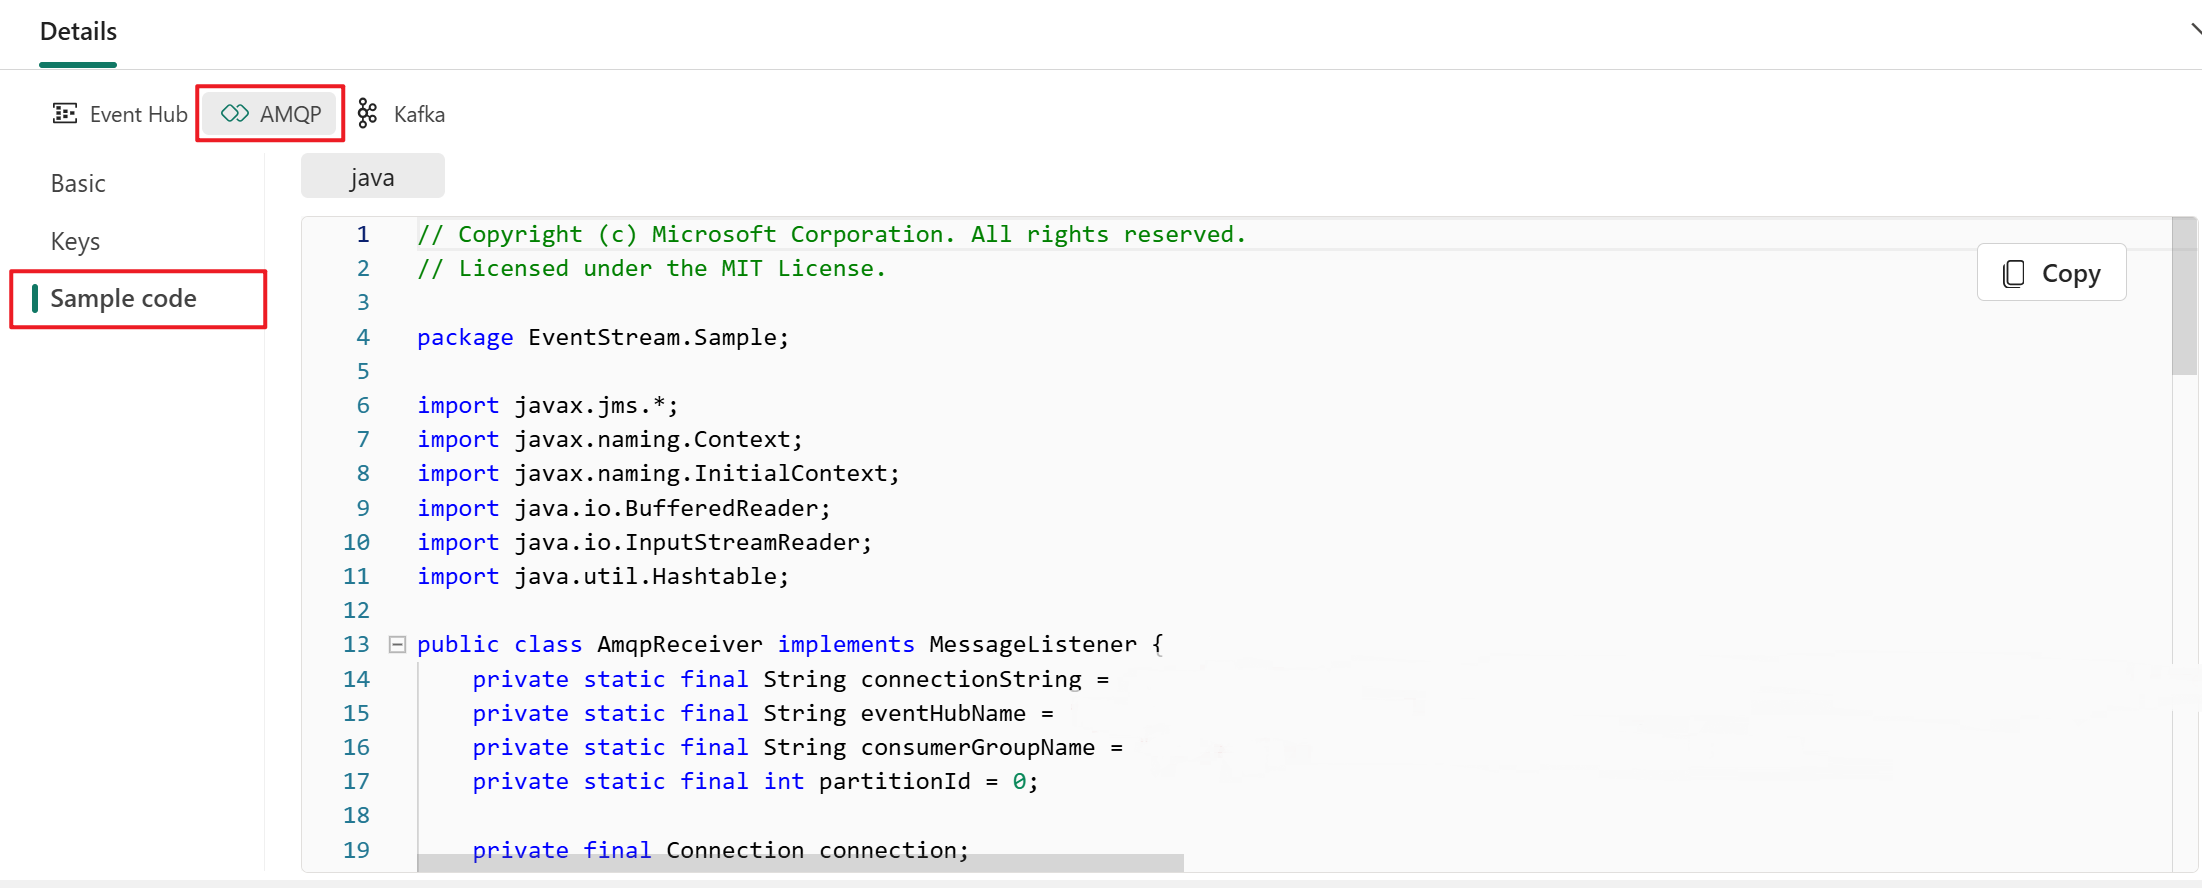 Details
Event Hub AMQP Kafka
Basic
Keys
Sample code
java
Copy
1 // Copyright (c) Microsoft Corporation. All rights reserved.
2 // Licensed under the MIT License.
3
4 package EventStream.Sample;
5
6 import javax.jms.*;
7 import javax.naming.Context;
8 import javax.naming.InitialContext;
9 import java.io.BufferedReader;
10 import java.io.InputStreamReader;
11 import java.util.Hashtable;
12
13 public class AmqpReceiver implements MessageListener {
14 private static final String connectionString =
15 private static final String eventHubName =
16 private static final String consumerGroupName =
17 private static final int partitionId = 0;
18
19 private final Connection connection;